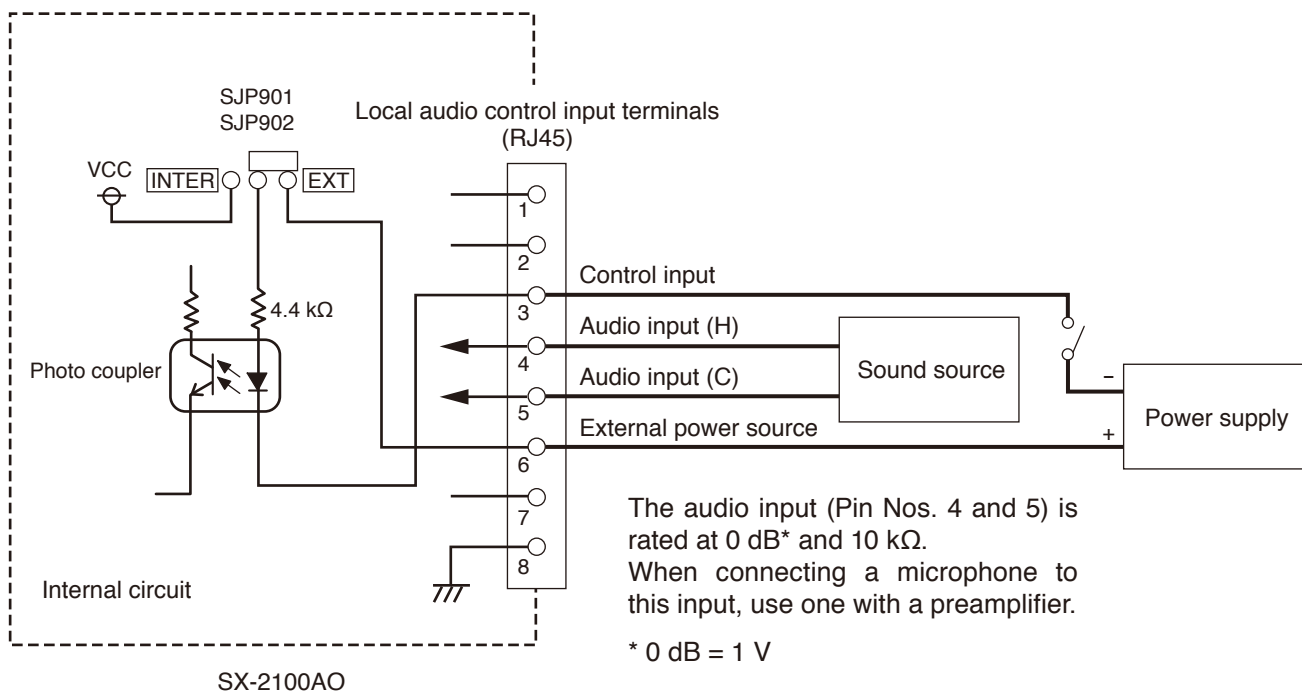 SJP901
SJP902
Local audio control input terminals
(RJ45)
VCC
INTER
EXT
1
2
Control input
3
4.4 kΩ
Audio input (H)
4
Photo coupler
Sound source
Audio input (C)
5
–
Power supply
External power source
+
6
7
The audio input (Pin Nos. 4 and 5) is
rated at 0 dB* and 10 kΩ.
When connecting a microphone to
this input, use one with a preamplifier.
* 0 dB = 1 V
8
Internal circuit
SX-2100AO